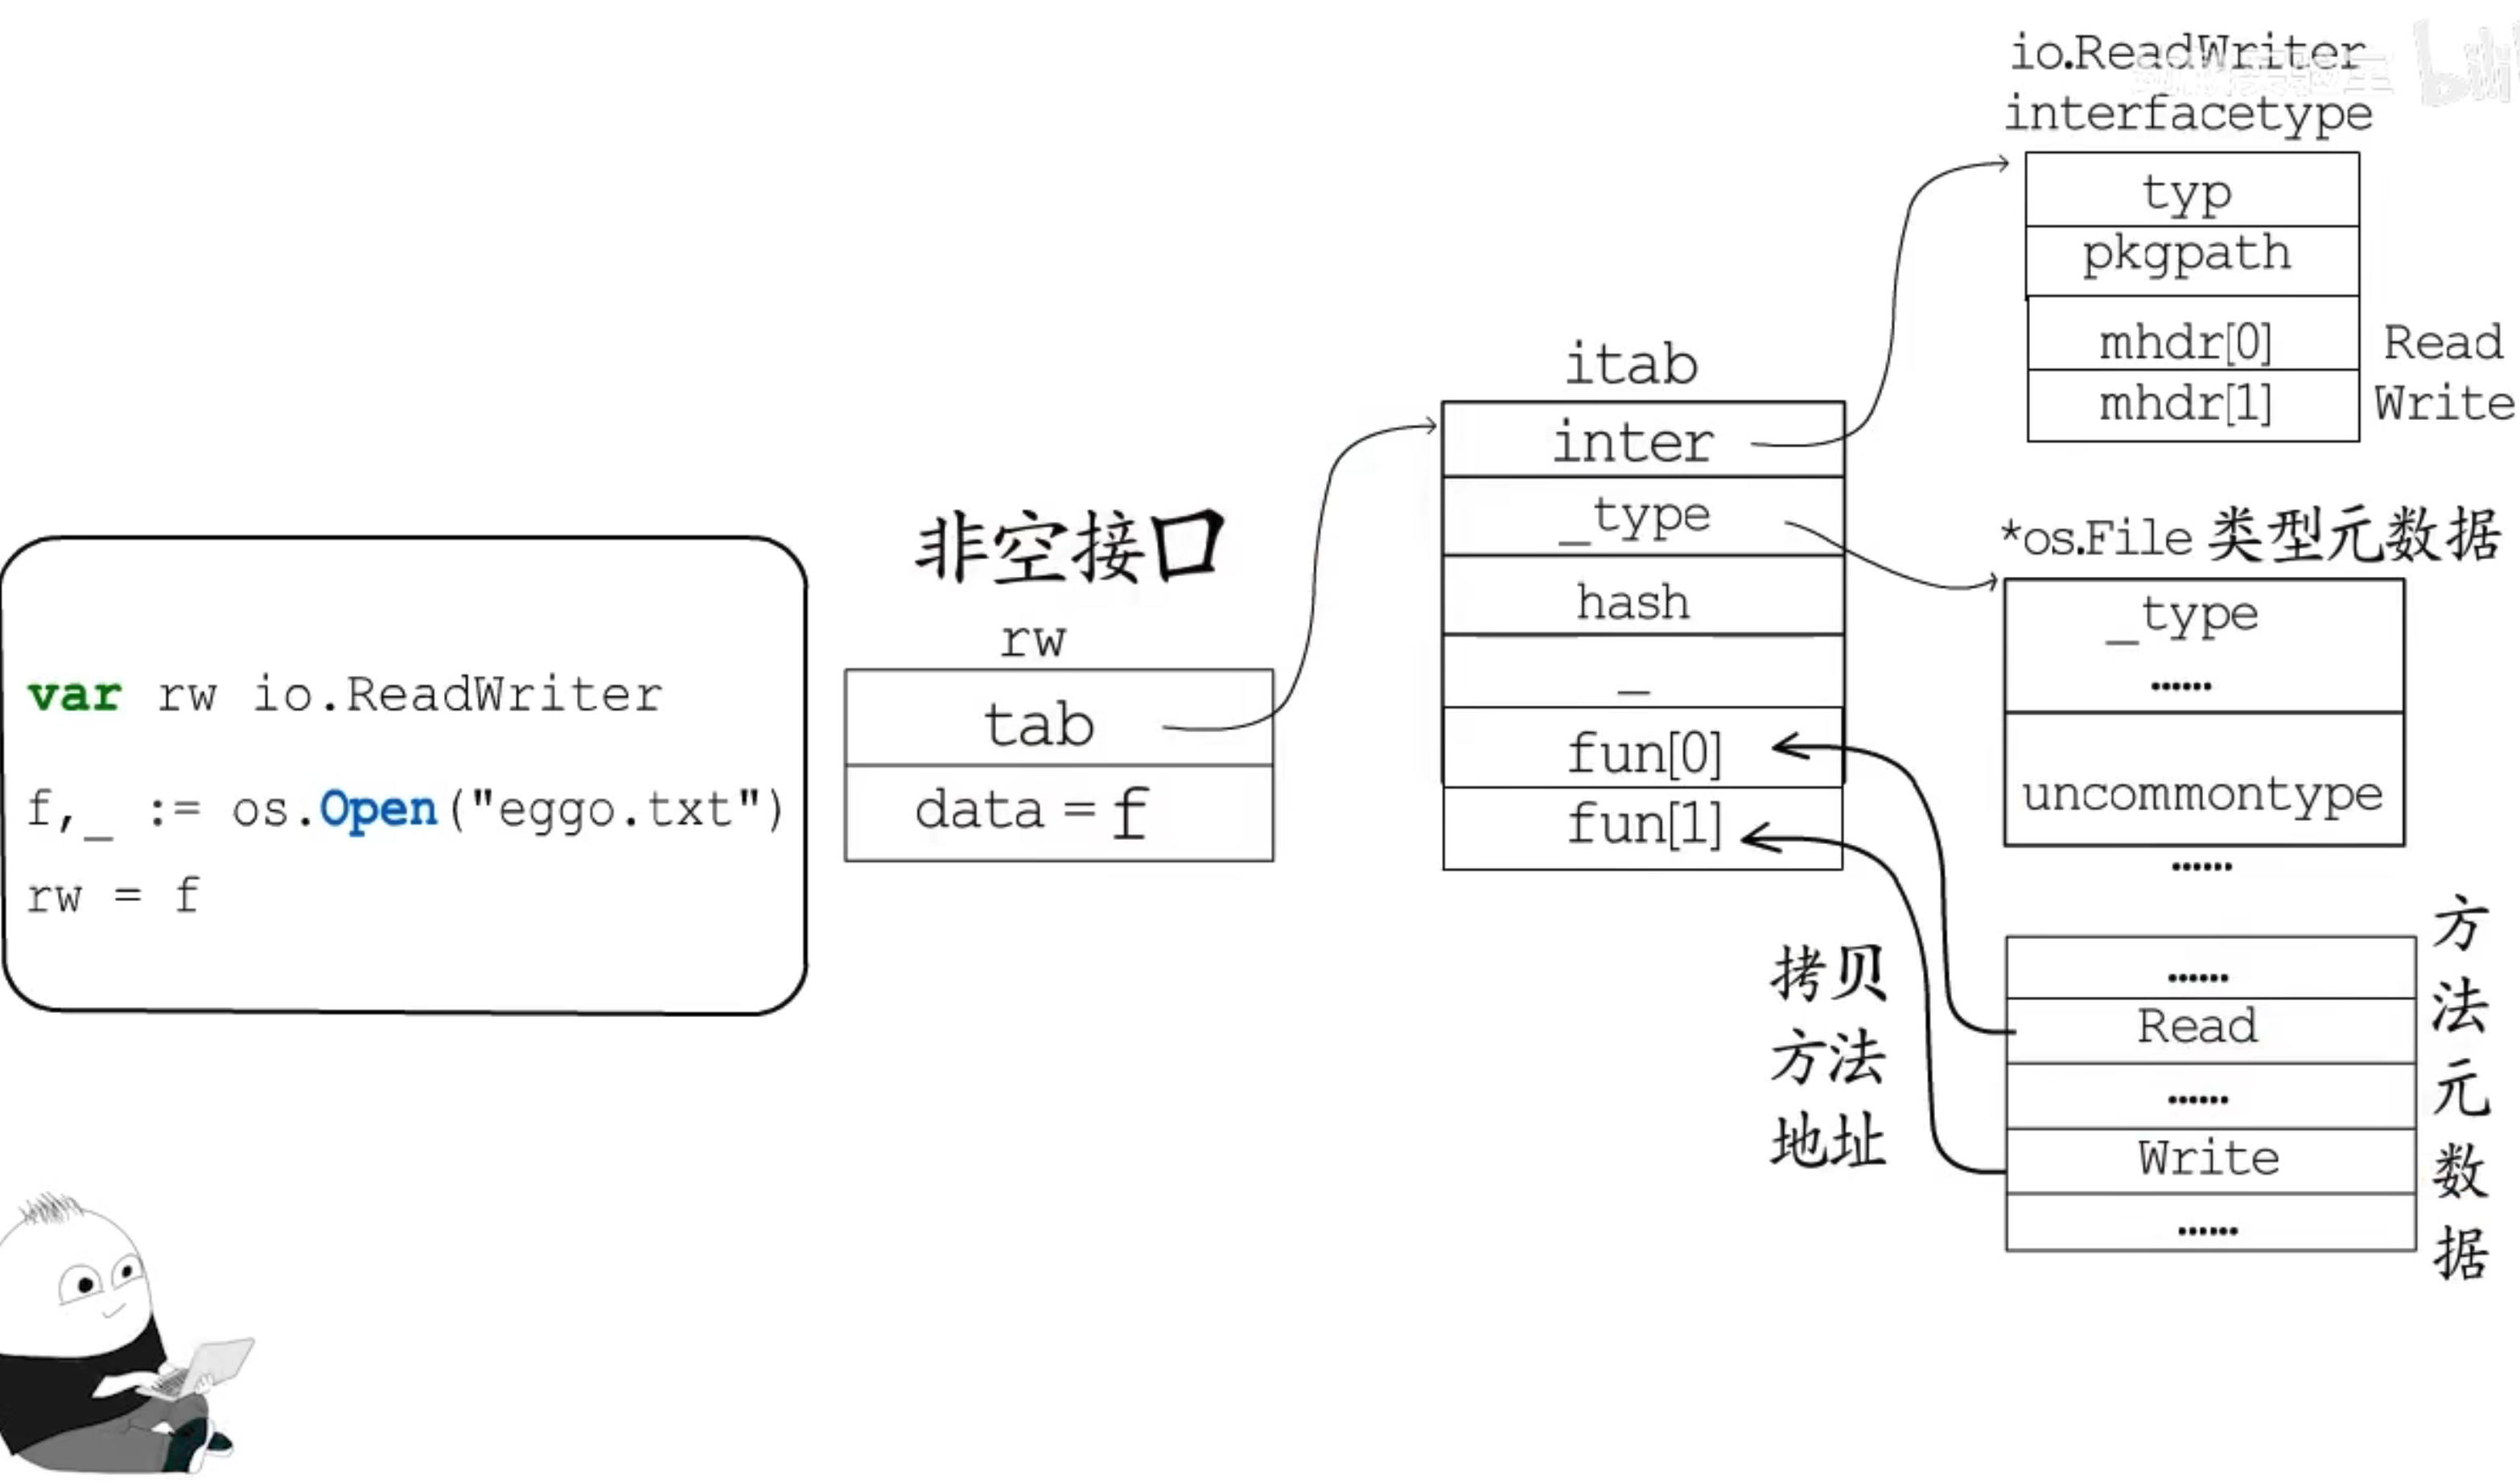 var rw io.ReadWriter
f,_ := os.Open("eggo.txt")
rw = f
非空接口
rw
tab
data = f
itab
inter
_type
hash
_
fun[0]
fun[1]
拷贝
方法
地址
io.ReadWriter
interfacetype
typ
pkgpath
mhdr[0] Read
mhdr[1] Write
*os.File 类型元数据
_type
......
uncommontype
......
方法元数据
......
Read
......
Write
......